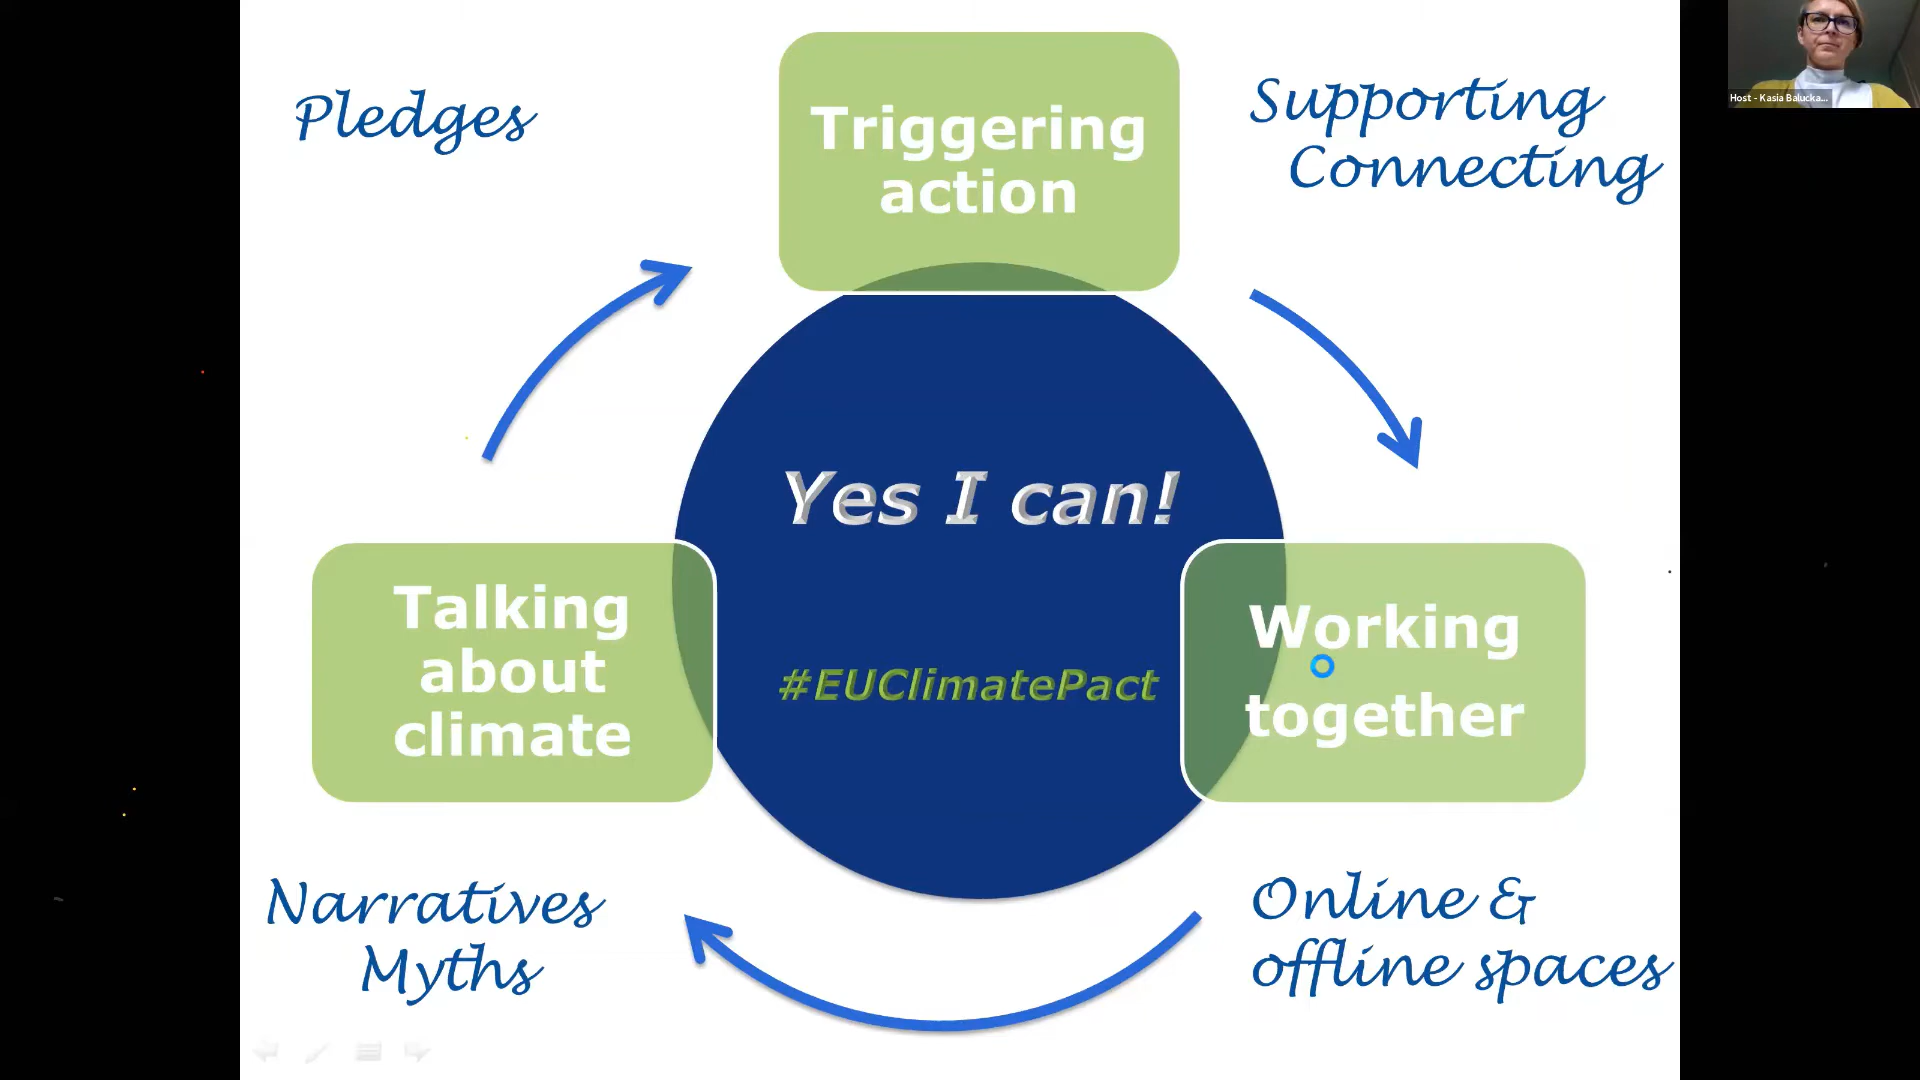 Pledges
Triggering
action
Supporting
Connecting
Host - Kasia Balucka...
Yes I can!
#EUClimatePact
Talking
about
climate
Working
together
Narratives
Myths
Online &
offline spaces